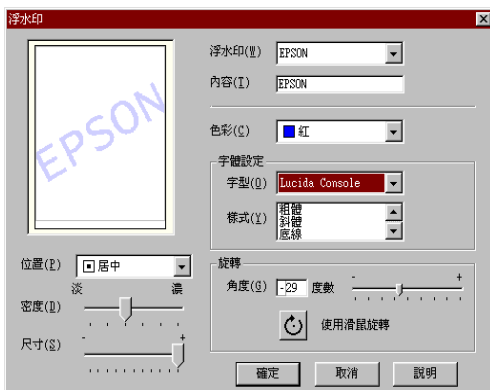 浮水印
EPSON
浮水印(W) EPSON
內容(I) EPSON
色彩(C) 紅
字體設定
字型(O) Lucida Console
樣式(Y) 粗體
斜體
底線
位置(P) 居中
淡 濃
密度(D)
尺寸(S) - +
旋轉
角度(G) -29 度數 - +
使用滑鼠旋轉
確定 取消 說明